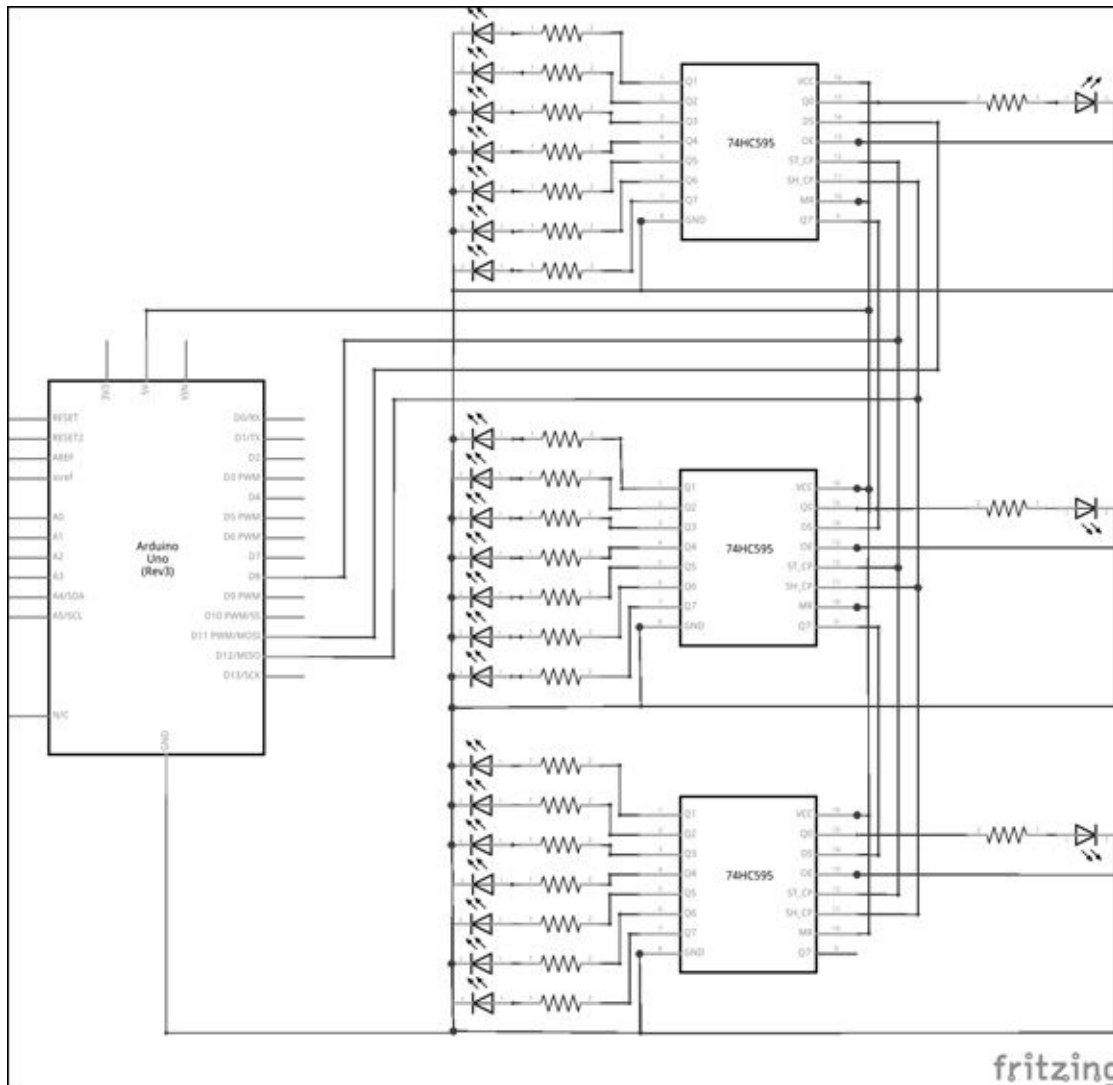 Q1
Q2
Q3
Q4
Q5
Q6
Q7
GND
74HC595
VCC
Q0
DS
OE
ST_CP
SH_CP
MR
Q7'
3V3
5V
VIN
RESET
RESET2
AREF
ioref
A0
A1
A2
A3
A4/SDA
A5/SCL
N/C
Arduino
Uno
(Rev3)
D0/RX
D1/TX
D2
D3 PWM
D4
D5 PWM
D6 PWM
D7
D8
D9 PWM
D10 PWM/SS
D11 PWM/MOSI
D12/MISO
D13/SCK
GND
Q1
Q2
Q3
Q4
Q5
Q6
Q7
GND
74HC595
VCC
Q0
DS
OE
ST_CP
SH_CP
MR
Q7'
Q1
Q2
Q3
Q4
Q5
Q6
Q7
GND
74HC595
VCC
Q0
DS
OE
ST_CP
SH_CP
MR
Q7'
fritzing